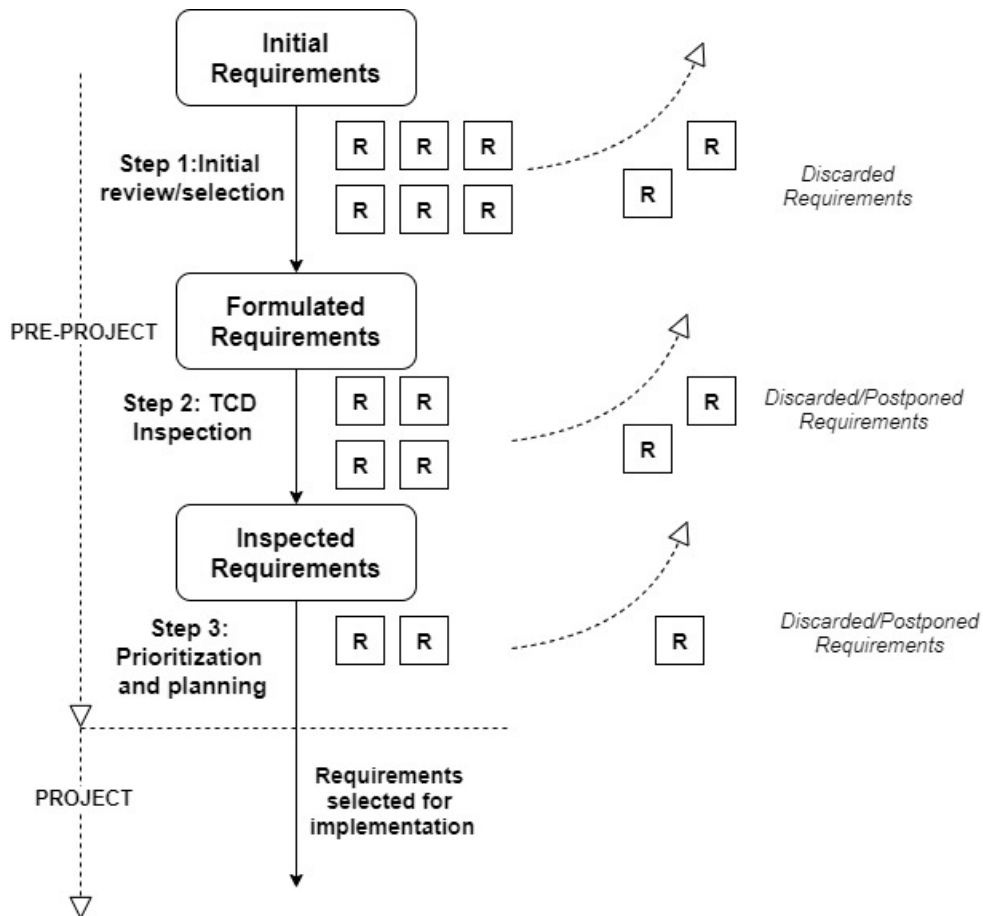 Initial
Requirements
Step 1:Initial
review/selection
R R R
R R R
R
R
Discarded
Requirements
Formulated
Requirements
PRE-PROJECT
Step 2: TCD
Inspection
R R
R R
R
R
Discarded/Postponed
Requirements
Inspected
Requirements
Step 3:
Prioritization
and planning
R R
R
Discarded/Postponed
Requirements
PROJECT
Requirements
selected for
implementation